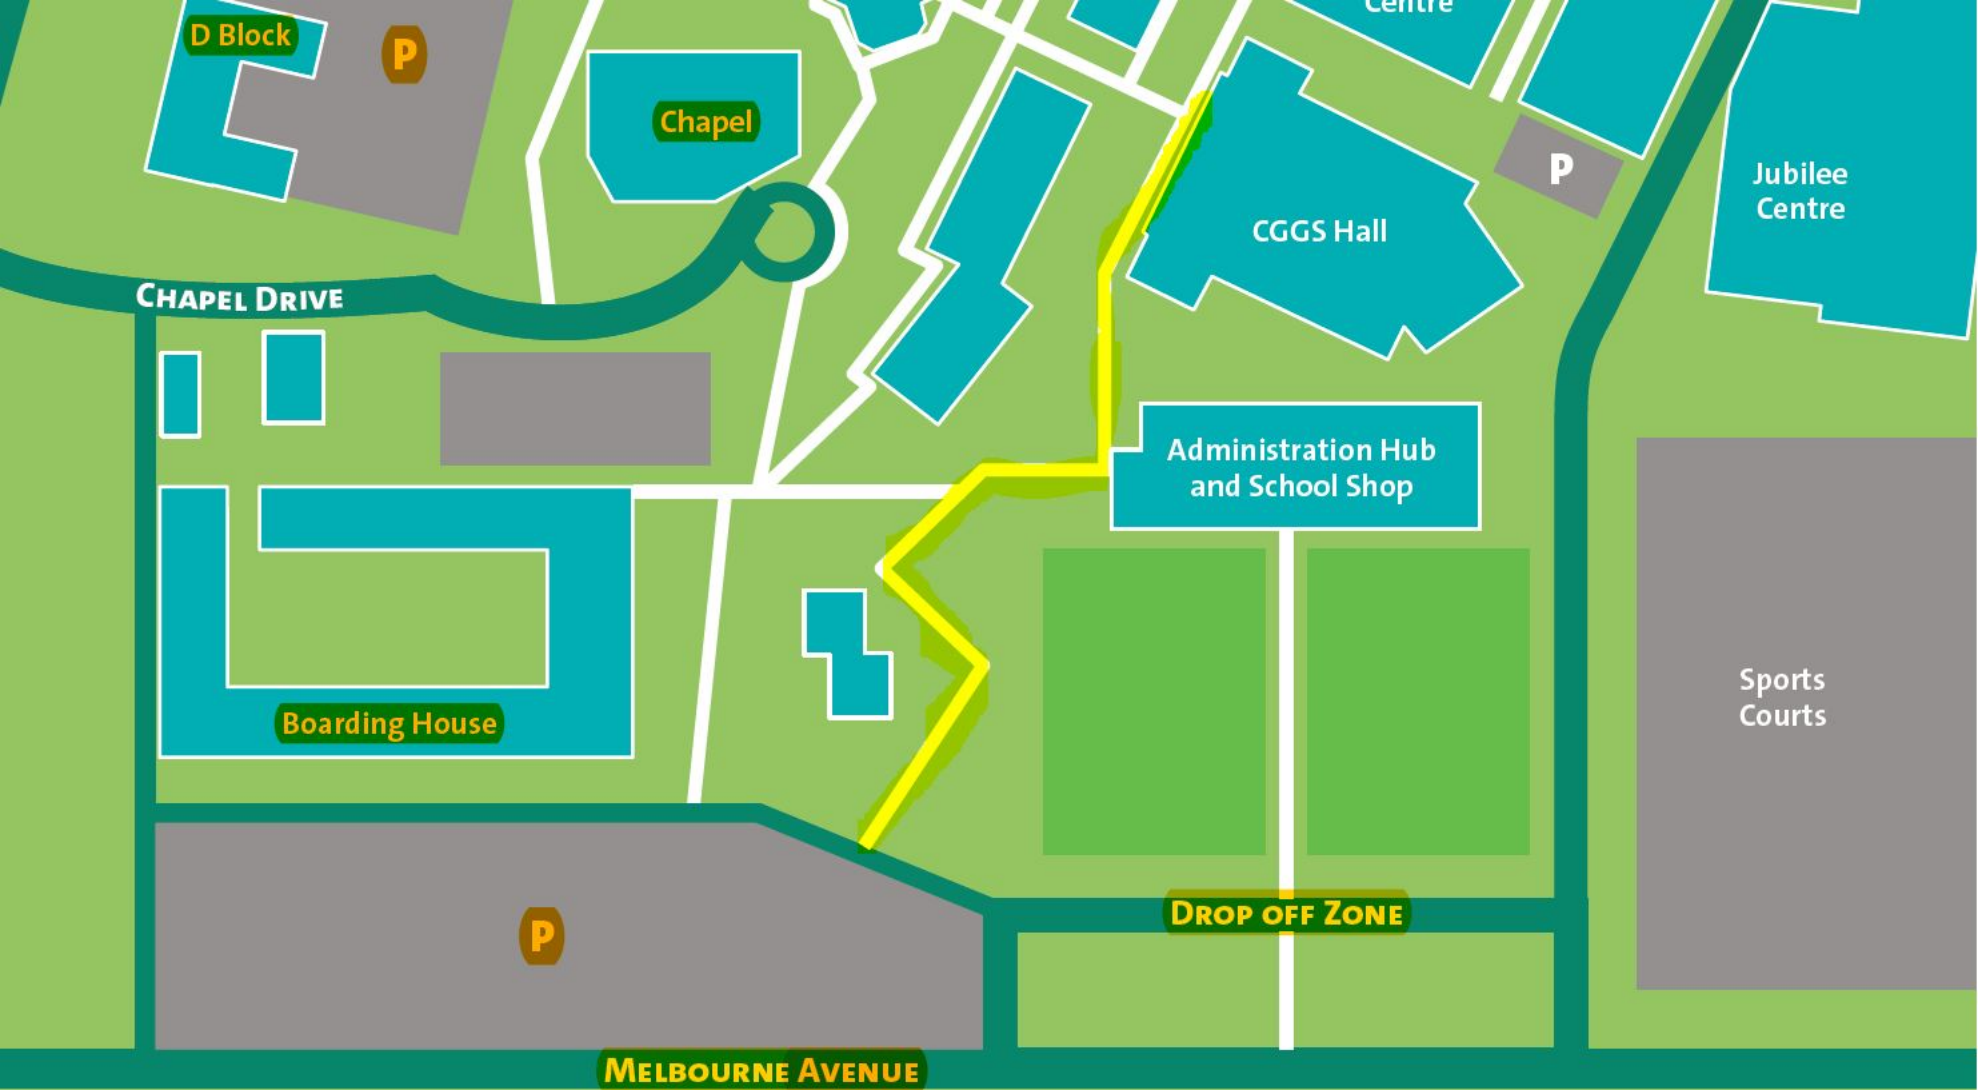 Centre
D Block
P
Chapel
P
Jubilee
Centre
CGGS Hall
CHAPEL DRIVE
Administration Hub
and School Shop
Sports
Courts
Boarding House
DROP OFF ZONE
P
MELBOURNE AVENUE